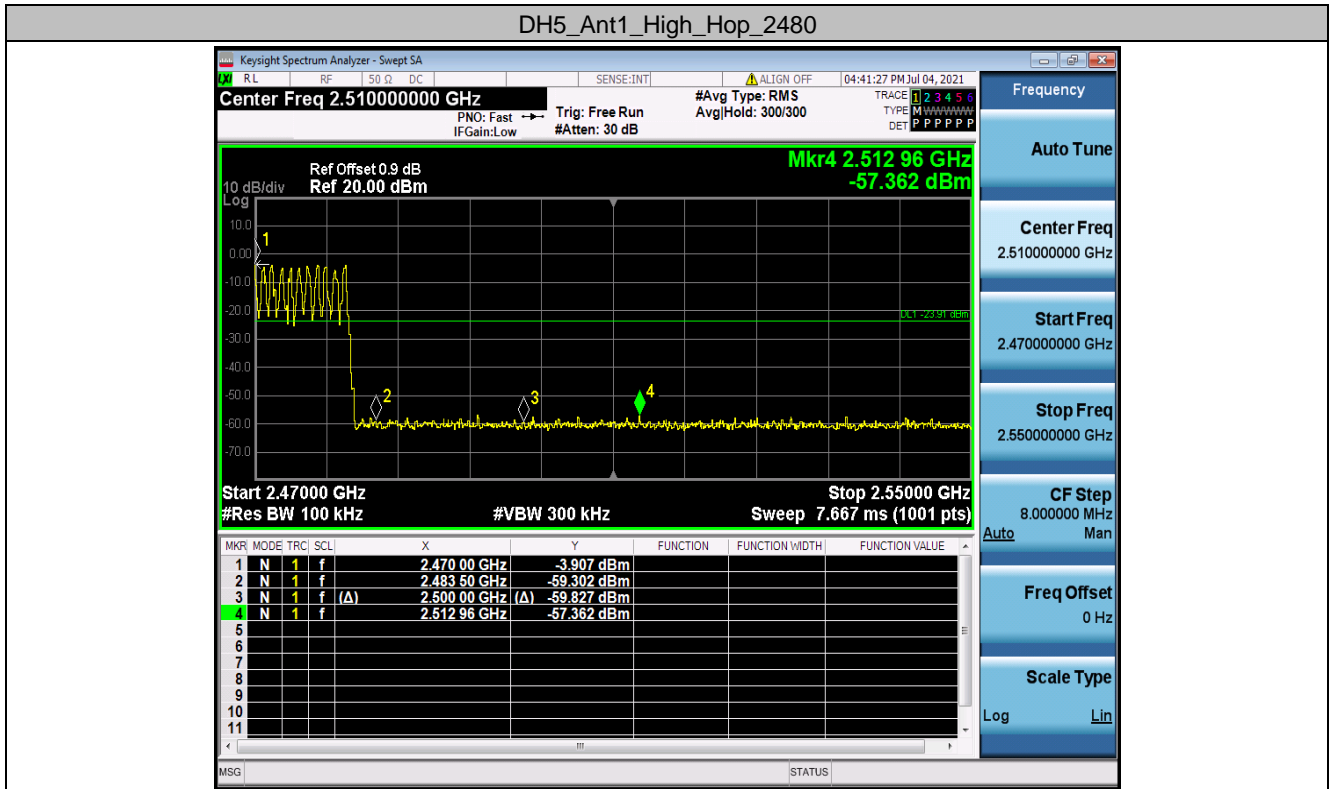 DH5_Ant1_High_Hop_2480
Keysight Spectrum Analyzer - Swept SA
LXI RL RF 50 Ω DC SENSE:INT ALIGN OFF 04:41:27 PM Jul 04, 2021
Center Freq 2.510000000 GHz
PNO: Fast
IFGain:Low
Trig: Free Run
#Atten: 30 dB
#Avg Type: RMS
Avg|Hold: 300/300
TRACE 1 2 3 4 5 6
TYPE M WWWWW
DET P P P P P P
Mkr4 2.512 96 GHz
-57.362 dBm
Ref Offset 0.9 dB
10 dB/div Ref 20.00 dBm
Log
10.0
0.00
-10.0
-20.0
-30.0
-40.0
-50.0
-60.0
-70.0
1
2
3
4
DL1 -23.91 dBm
Start 2.47000 GHz Stop 2.55000 GHz
#Res BW 100 kHz #VBW 300 kHz Sweep 7.667 ms (1001 pts)
MKR MODE TRC SCL X Y FUNCTION FUNCTION WIDTH FUNCTION VALUE
1 N 1 f 2.470 00 GHz -3.907 dBm
2 N 1 f 2.483 50 GHz -59.302 dBm
3 N 1 f (Δ) 2.500 00 GHz (Δ) -59.827 dBm
4 N 1 f 2.512 96 GHz -57.362 dBm
5
6
7
8
9
10
11
MSG STATUS
Frequency
Auto Tune
Center Freq
2.510000000 GHz
Start Freq
2.470000000 GHz
Stop Freq
2.550000000 GHz
CF Step
8.000000 MHz
Auto Man
Freq Offset
0 Hz
Scale Type
Log Lin